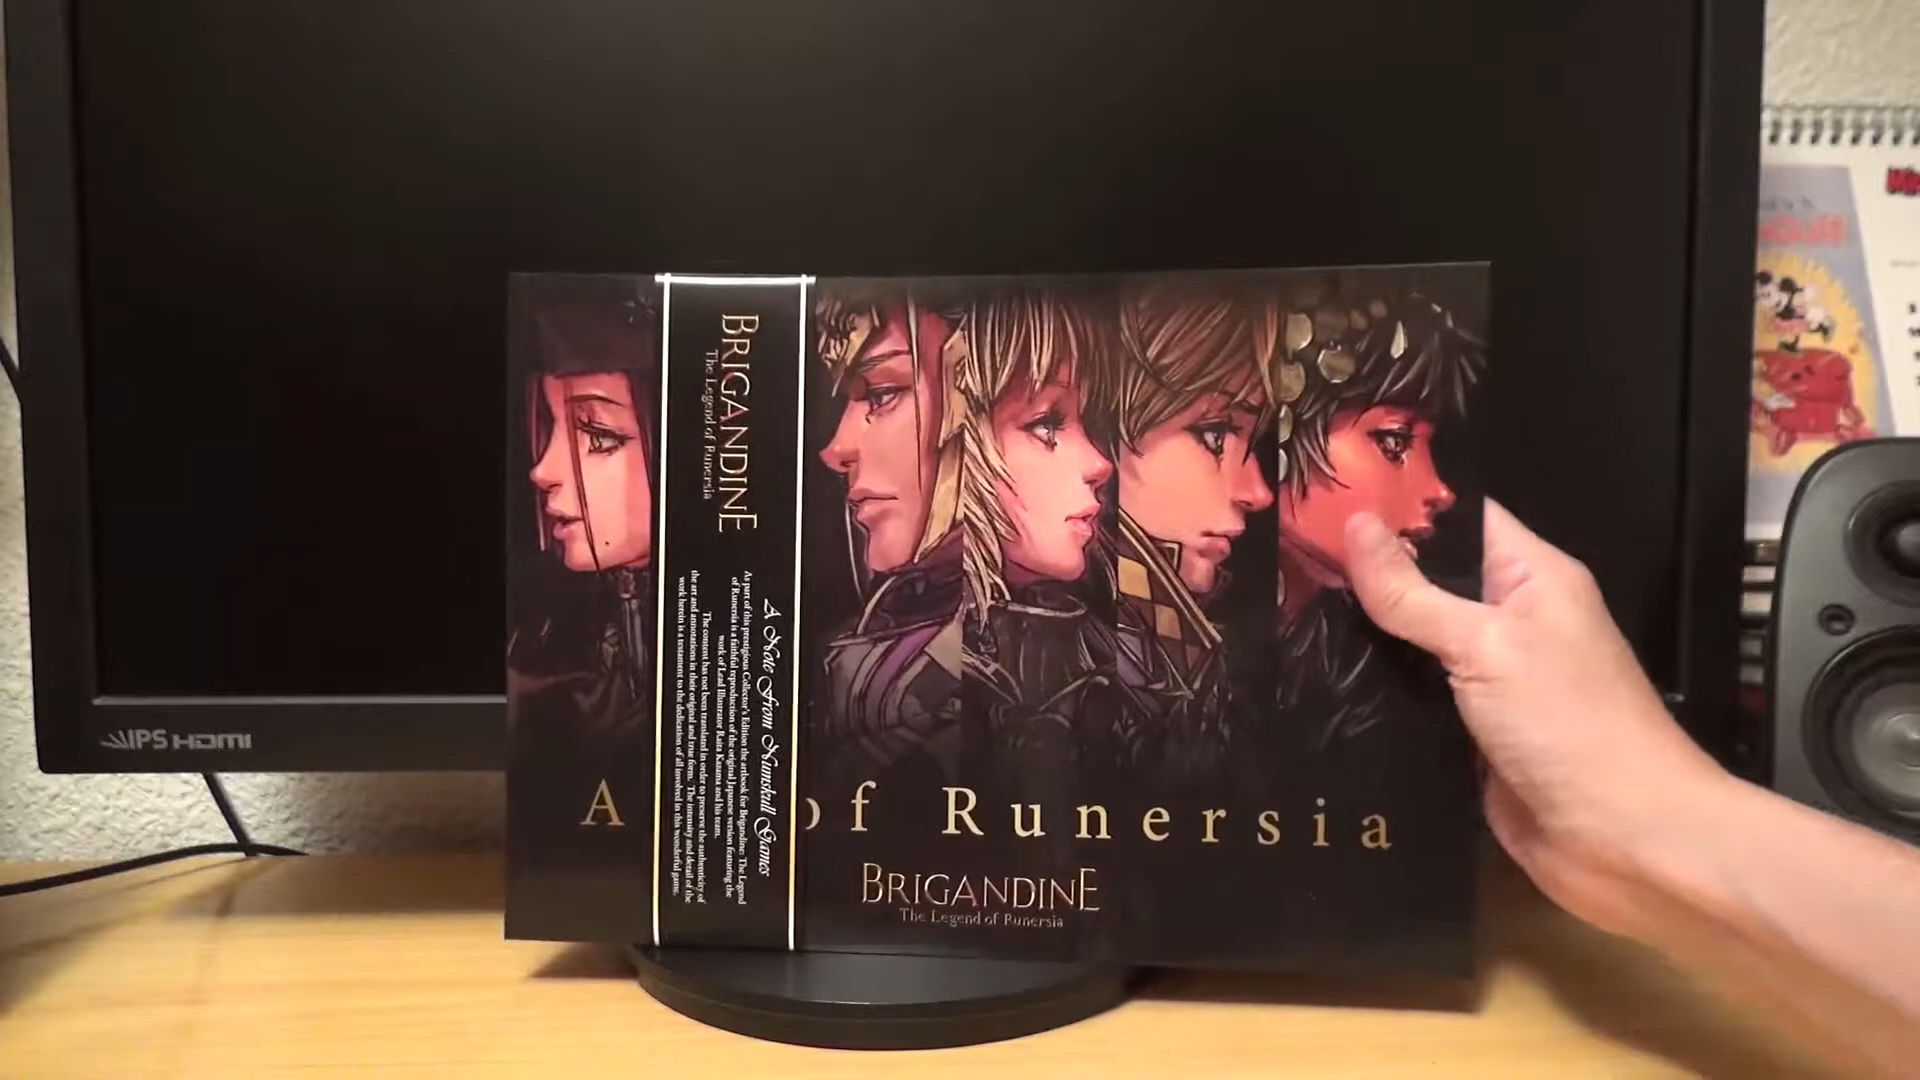 BRIGANDINE
The Legend of Runersia
A Note From Numskull Games
As part of this prestigious Collector's Edition the artbook for Brigandine: The Legend
of Runersia is a faithful reproduction of the original Japanese version featuring the
work of Lead Illustrator Raita Kazama and his team.
The content has not been translated in order to preserve the authenticity of
the art and annotations in their original and true form. The intensity and detail of the
work herein is a testament to the dedication of all involved in this wonderful game.
A of Runersia
BRIGANDINE
The Legend of Runersia
IPS HDMI